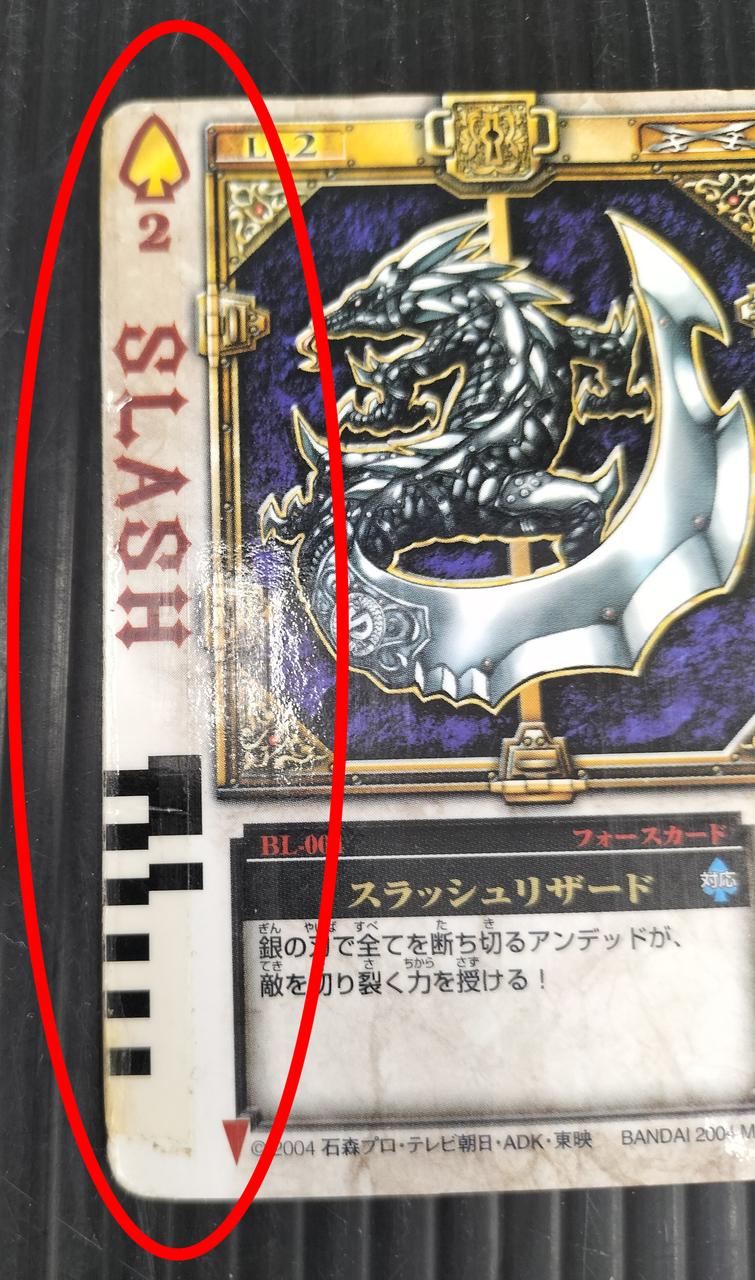 2
SLASH
LV.2
BL-004
フォースカード
スラッシュリザード
対応
銀の刃で全てを断ち切るアンデッドが、
敵を切り裂く力を授ける！
© 2004 石森プロ・テレビ朝日・ADK・東映
BANDAI 2004 M